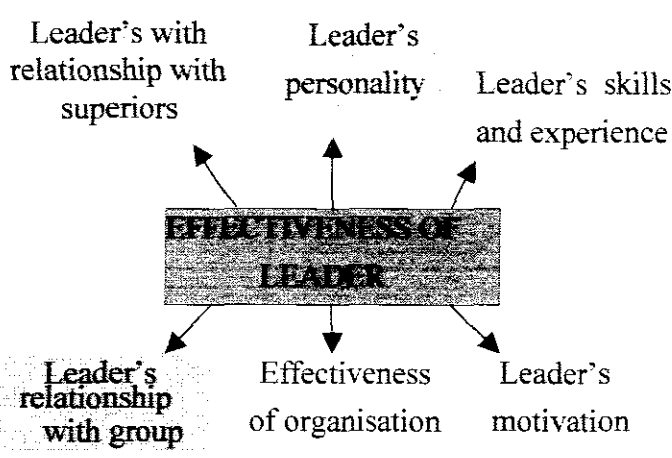 Leader's with
relationship with
superiors
Leader's
personality
Leader's skills
and experience
EFFECTIVENESS OF
LEADER
Leader's
relationship
with group
Effectiveness
of organisation
Leader's
motivation